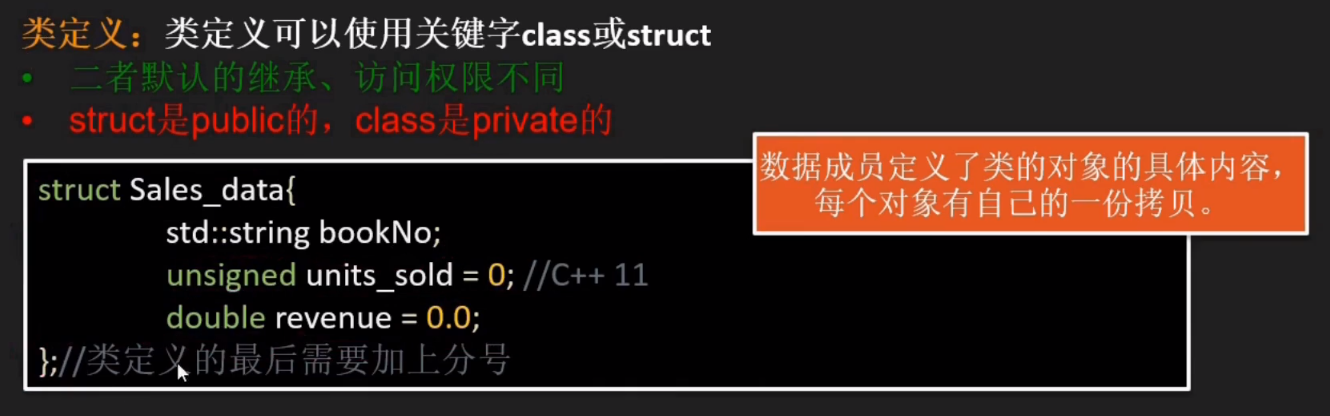 类定义：类定义可以使用关键字class或struct
• 二者默认的继承、访问权限不同
• struct是public的，class是private的
数据成员定义了类的对象的具体内容，
每个对象有自己的一份拷贝。
struct Sales_data{
std::string bookNo;
unsigned units_sold = 0; //C++ 11
double revenue = 0.0;
};//类定义的最后需要加上分号